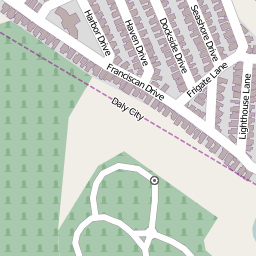 Harbor Drive
Haven Drive
Dockside Drive
Seashore Drive
Franciscan Drive
Frigate Lane
Lighthouse Lane
Daly City